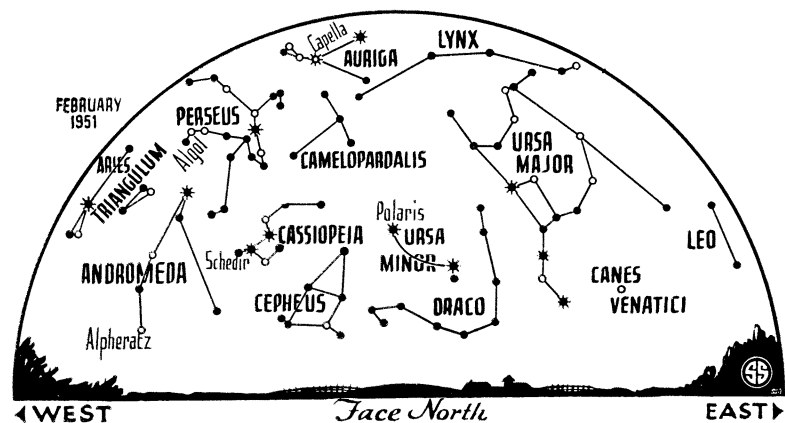 Capella
AURIGA
LYNX
FEBRUARY
1951
PERSEUS
Algol
ARIES
TRIANGULUM
CAMELOPARDALIS
URSA
MAJOR
Polaris
URSA
MINOR
CASSIOPEIA
Schedir
LEO
ANDROMEDA
CEPHEUS
DRACO
CANES
VENATICI
Alpheratz
SS
◄WEST
Face North
EAST►